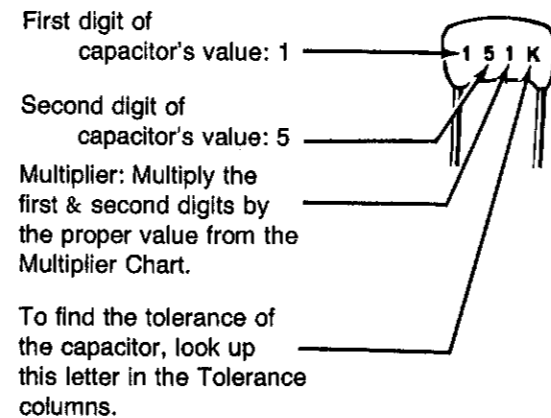 First digit of
capacitor's value: 1
1 5 1 K
Second digit of
capacitor's value: 5
Multiplier: Multiply the
first & second digits by
the proper value from the
Multiplier Chart.
To find the tolerance of
the capacitor, look up
this letter in the Tolerance
columns.